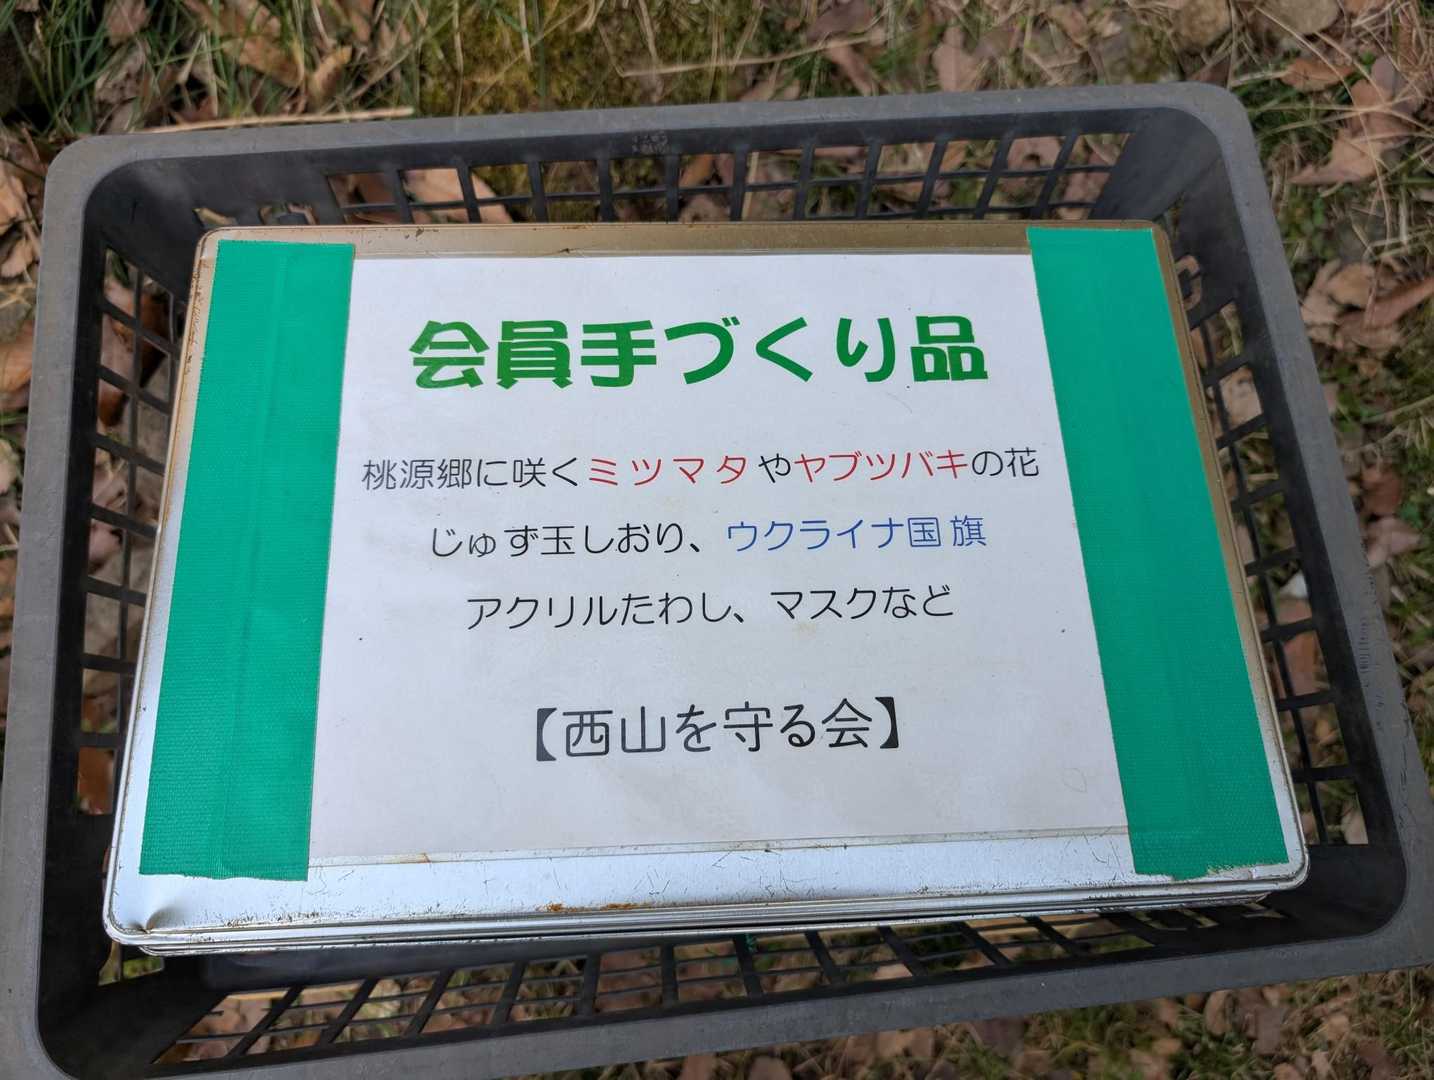 会員手づくり品
桃源郷に咲くミツマタやヤブツバキの花
じゅず玉しおり、ウクライナ国旗
アクリルたわし、マスクなど
【西山を守る会】